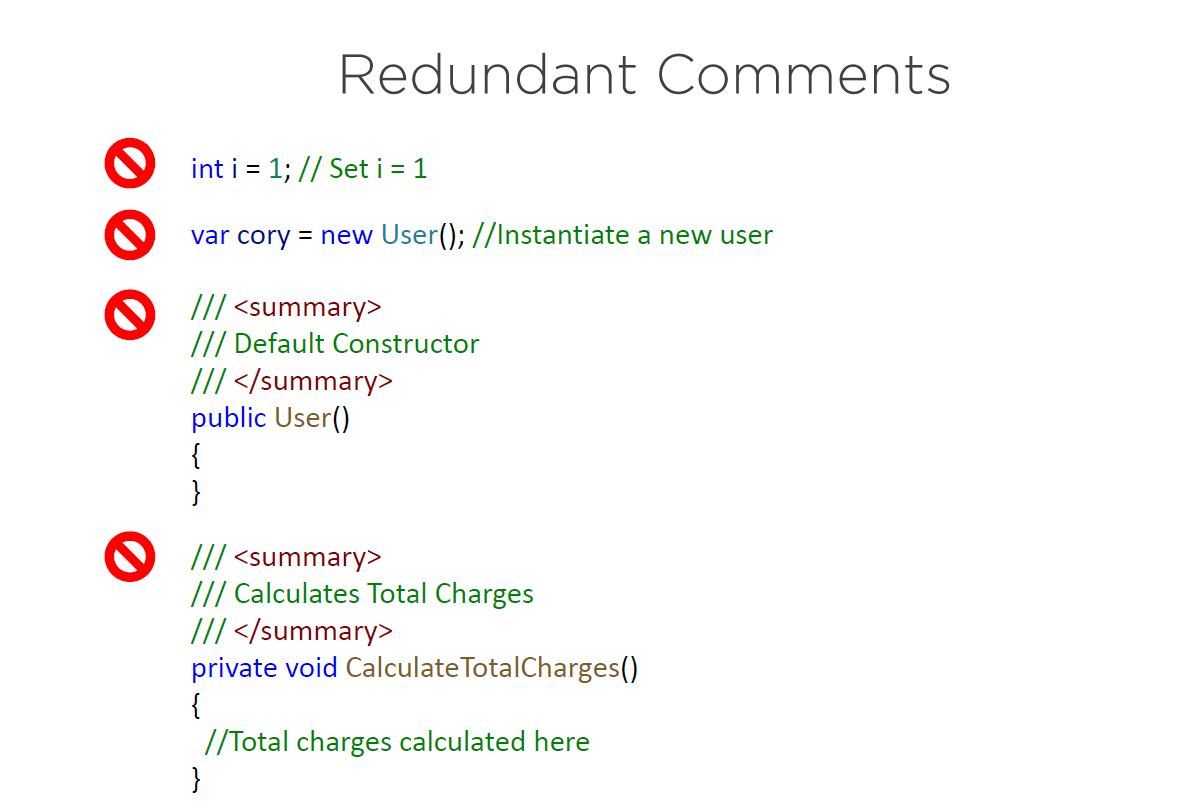 Redundant Comments
int i = 1; // Set i = 1
var cory = new User(); //Instantiate a new user
/// <summary>
/// Default Constructor
/// </summary>
public User()
{
}
/// <summary>
/// Calculates Total Charges
/// </summary>
private void CalculateTotalCharges()
{
//Total charges calculated here
}